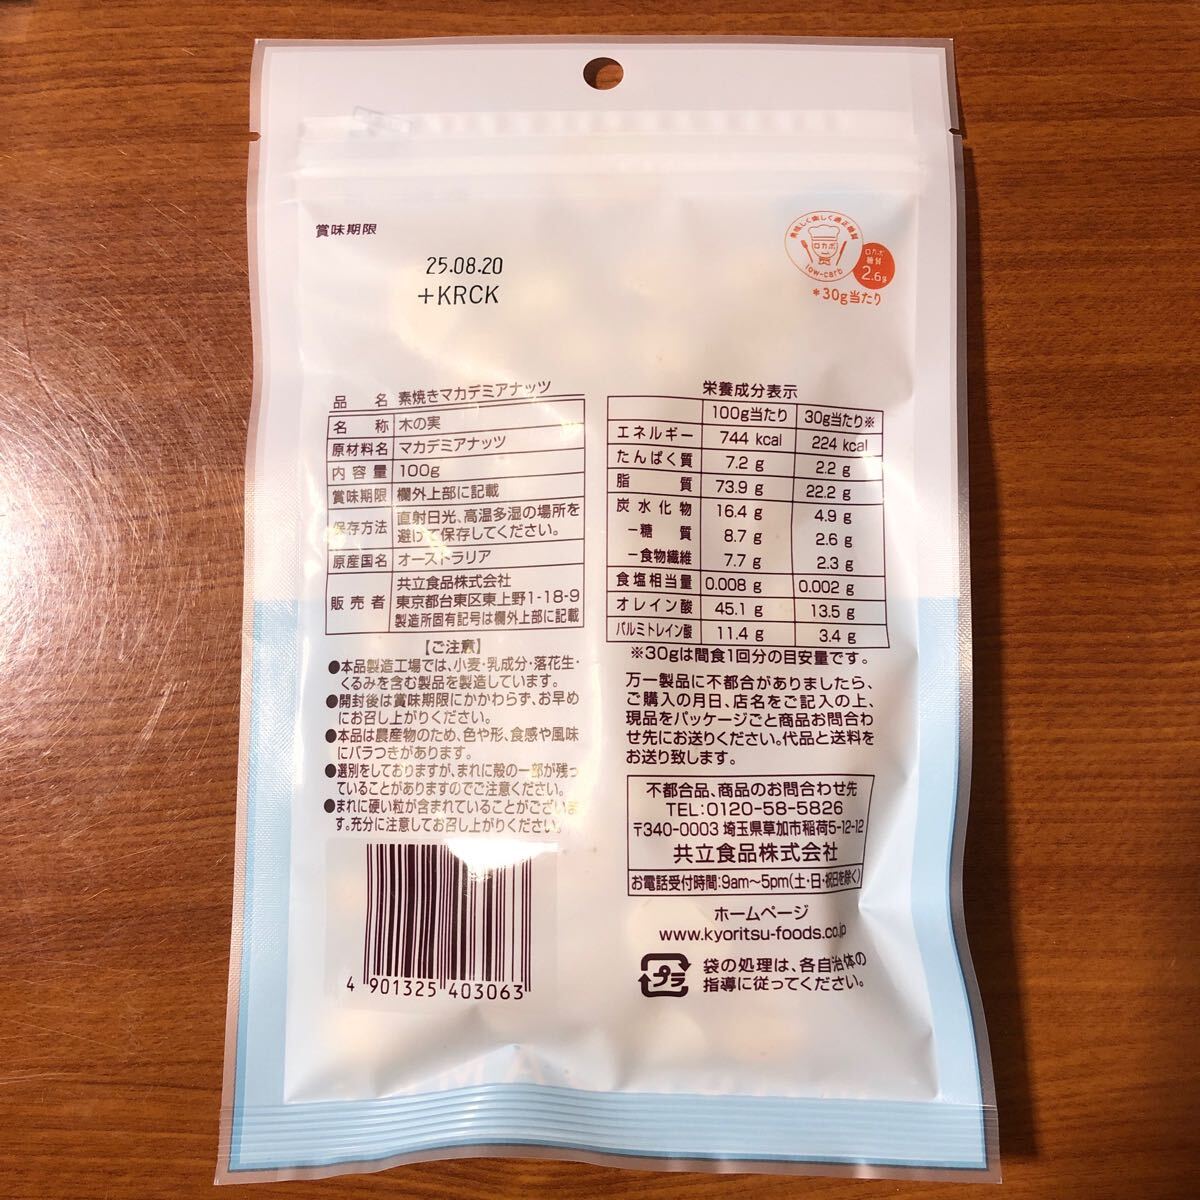 賞味期限
25.08.20
+KRCK
美味しく楽しく適正糖質
ロカボ
low-carb
ロカボ
糖質
2.6g
*30g当たり
品名 素焼きマカデミアナッツ
名称 木の実
原材料名 マカデミアナッツ
内容量 100g
賞味期限 欄外上部に記載
保存方法 直射日光、高温多湿の場所を
避けて保存してください。
原産国名 オーストラリア
販売者 共立食品株式会社
東京都台東区東上野1-18-9
製造所固有記号は欄外上部に記載
【ご注意】
●本品製造工場では、小麦・乳成分・落花生・
くるみを含む製品を製造しています。
●開封後は賞味期限にかかわらず、お早め
にお召し上がりください。
●本品は農産物のため、色や形、食感や風味
にバラつきがあります。
●選別をしておりますが、まれに殻の一部が残っ
ていることがありますのでご注意ください。
●まれに硬い粒が含まれていることがございま
す。充分に注意してお召し上がりください。
4 901325 403063
栄養成分表示
100g当たり 30g当たり※
エネルギー 744 kcal 224 kcal
たんぱく質 7.2 g 2.2 g
脂質 73.9 g 22.2 g
炭水化物 16.4 g 4.9 g
－糖質 8.7 g 2.6 g
－食物繊維 7.7 g 2.3 g
食塩相当量 0.008 g 0.002 g
オレイン酸 45.1 g 13.5 g
パルミトレイン酸 11.4 g 3.4 g
※30gは間食1回分の目安量です。
万一製品に不都合がありましたら、
ご購入の月日、店名をご記入の上、
現品をパッケージごと商品お問合わ
せ先にお送りください。代品と送料を
お送り致します。
不都合品、商品のお問合わせ先
TEL:0120-58-5826
〒340-0003 埼玉県草加市稲荷5-12-12
共立食品株式会社
お電話受付時間:9am〜5pm(土・日・祝日を除く)
ホームページ
www.kyoritsu-foods.co.jp
プラ
袋の処理は、各自治体の
指導に従ってください。